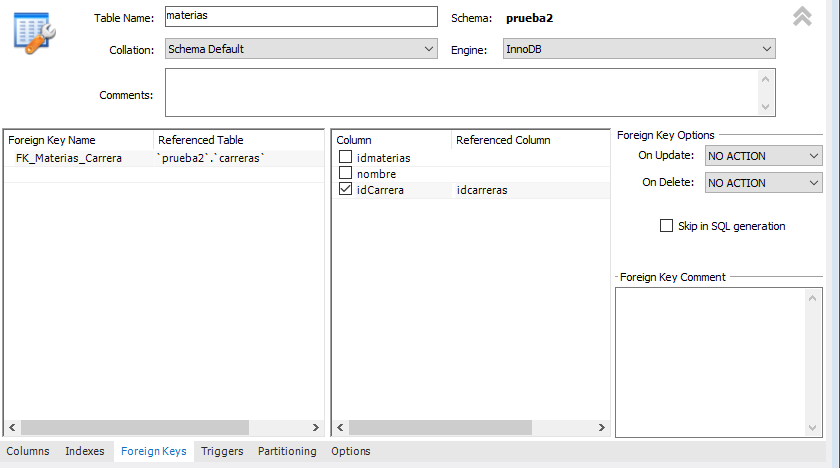 Table Name: materias Schema: prueba2
Collation: Schema Default Engine: InnoDB
Comments:
Foreign Key Name Referenced Table
FK_Materias_Carrera `prueba2`.`carreras`
Column Referenced Column
idmaterias
nombre
idCarrera idcarreras
Foreign Key Options
On Update: NO ACTION
On Delete: NO ACTION
Skip in SQL generation
Foreign Key Comment
Columns Indexes Foreign Keys Triggers Partitioning Options